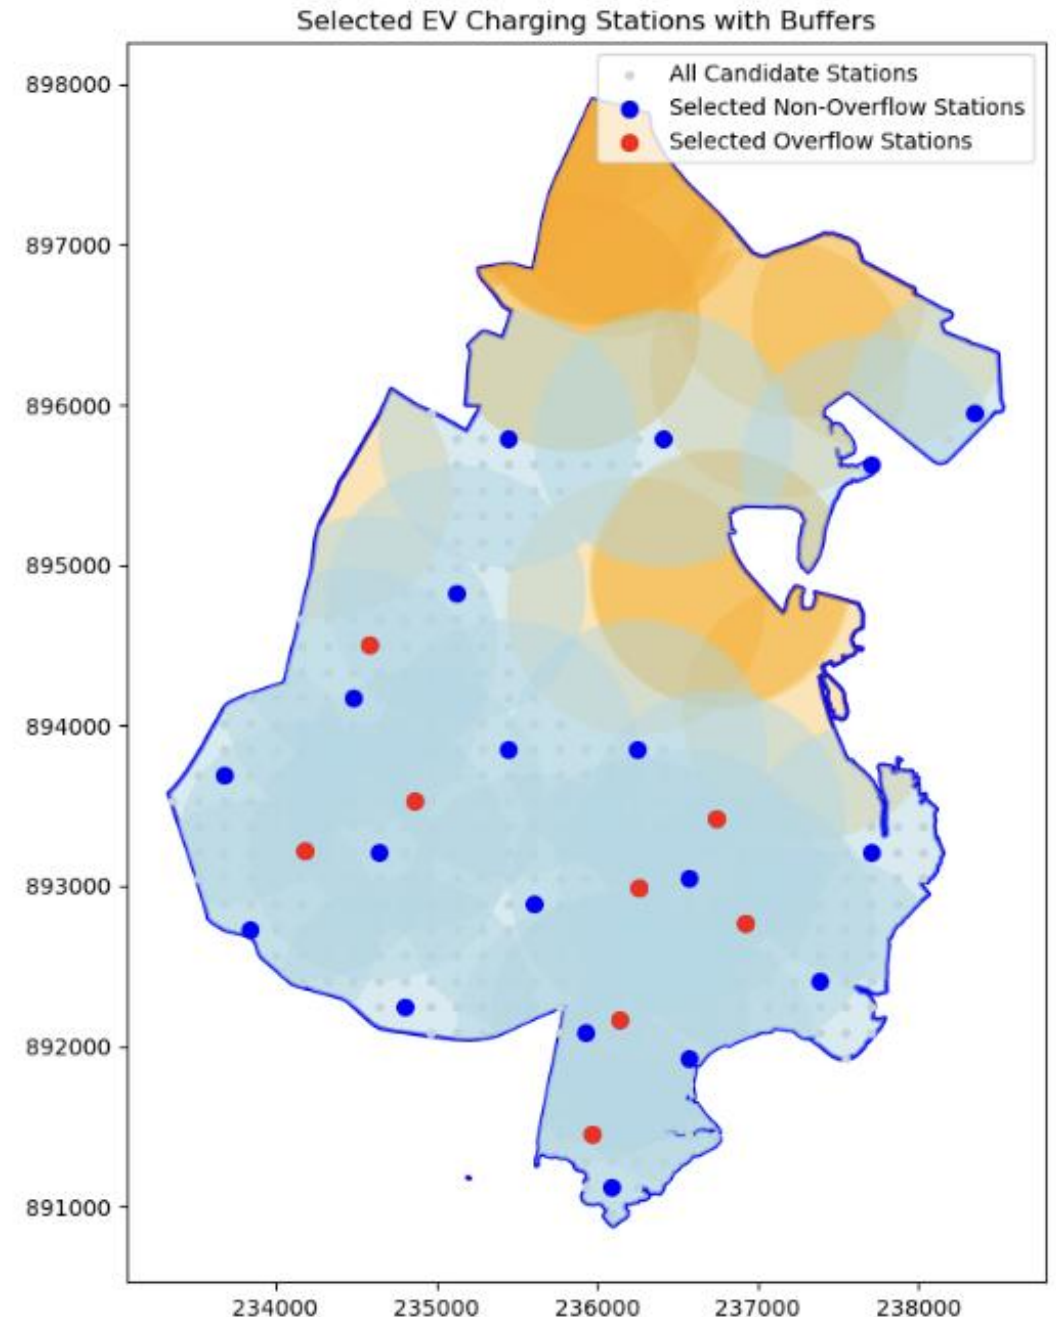 Selected EV Charging Stations with Buffers
All Candidate Stations
Selected Non-Overflow Stations
Selected Overflow Stations
898000
897000
896000
895000
894000
893000
892000
891000
234000 235000 236000 237000 238000